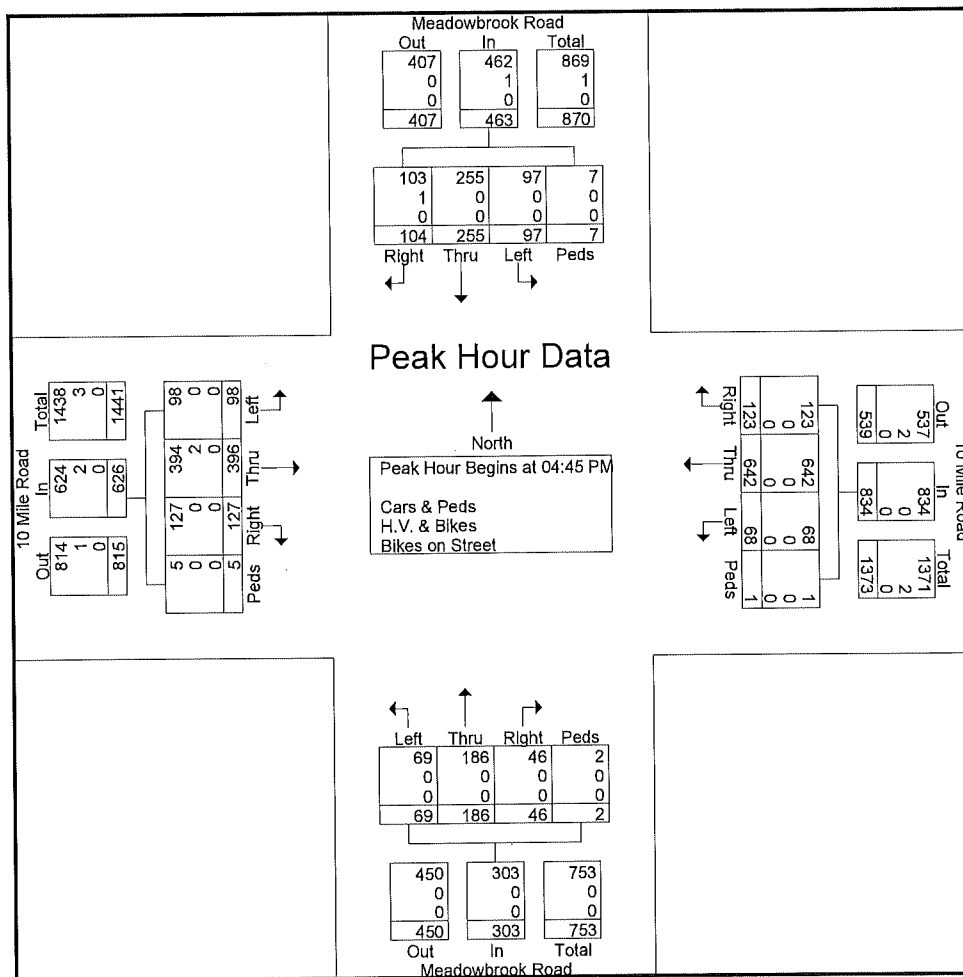 Meadowbrook Road
Out In Total
407 462 869
0 1 1
0 0 0
407 463 870
103 255 97 7
1 0 0 0
0 0 0 0
104 255 97 7
Right Thru Left Peds
Peak Hour Data
North
Peak Hour Begins at 04:45 PM
Cars & Peds
H.V. & Bikes
Bikes on Street
10 Mile Road
Out In Total
814 624 1438
1 2 3
0 0 0
815 626 1441
Peds Right Thru Left
5 127 394 98
0 0 2 0
0 0 0 0
5 127 396 98
10 Mile Road
Out In Total
537 834 1371
2 0 2
0 0 0
539 834 1373
123 642 68 1
0 0 0 0
0 0 0 0
123 642 68 1
Right Thru Left Peds
Left Thru Right Peds
69 186 46 2
0 0 0 0
0 0 0 0
69 186 46 2
450 303 753
0 0 0
0 0 0
450 303 753
Out In Total
Meadowbrook Road